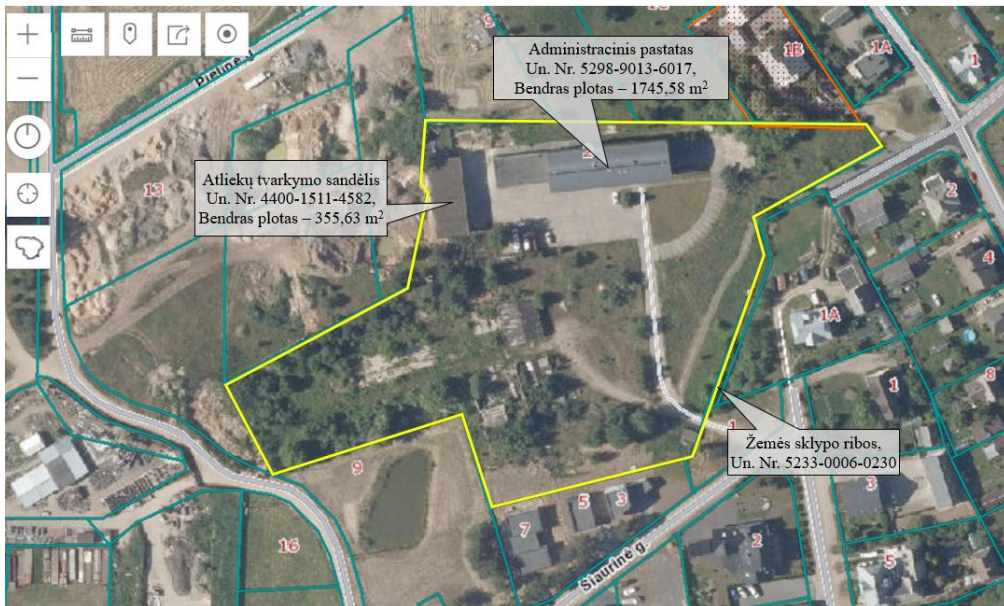 Administracinis pastatas
Un. Nr. 5298-9013-6017,
Bendras plotas – 1745,58 m²
9
1B
1A
1
Pielinė g.
2
13
Atliekų tvarkymo sandėlis
Un. Nr. 4400-1511-4582,
Bendras plotas – 355,63 m²
2
4
1A
1
8
1
Žemės sklypo ribos,
Un. Nr. 5233-0006-0230
9
3
5
3
7
16
2
5
Šiaurinė g.